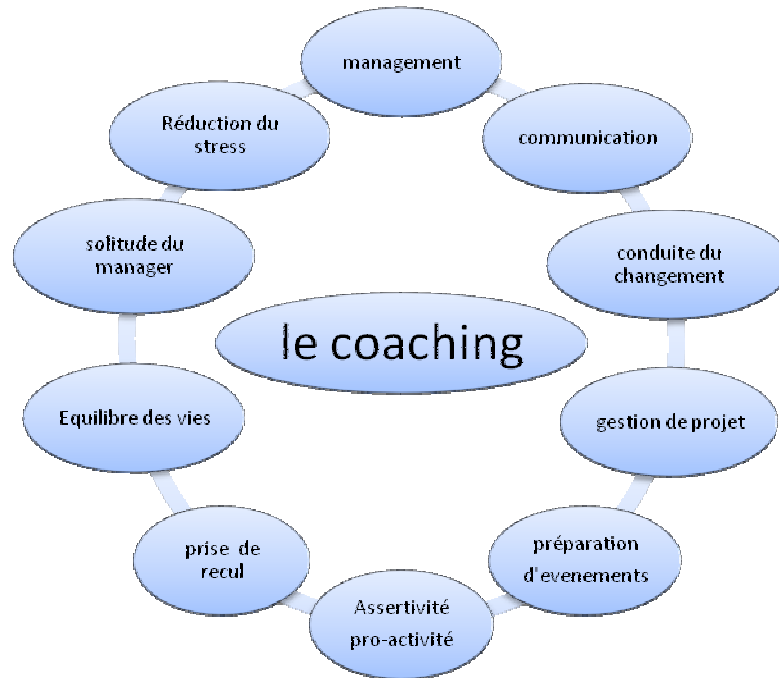 management
communication
conduite du
changement
gestion de projet
préparation
d'evenements
Assertivité
pro-activité
prise de
recul
Equilibre des vies
solitude du
manager
Réduction du
stress
le coaching